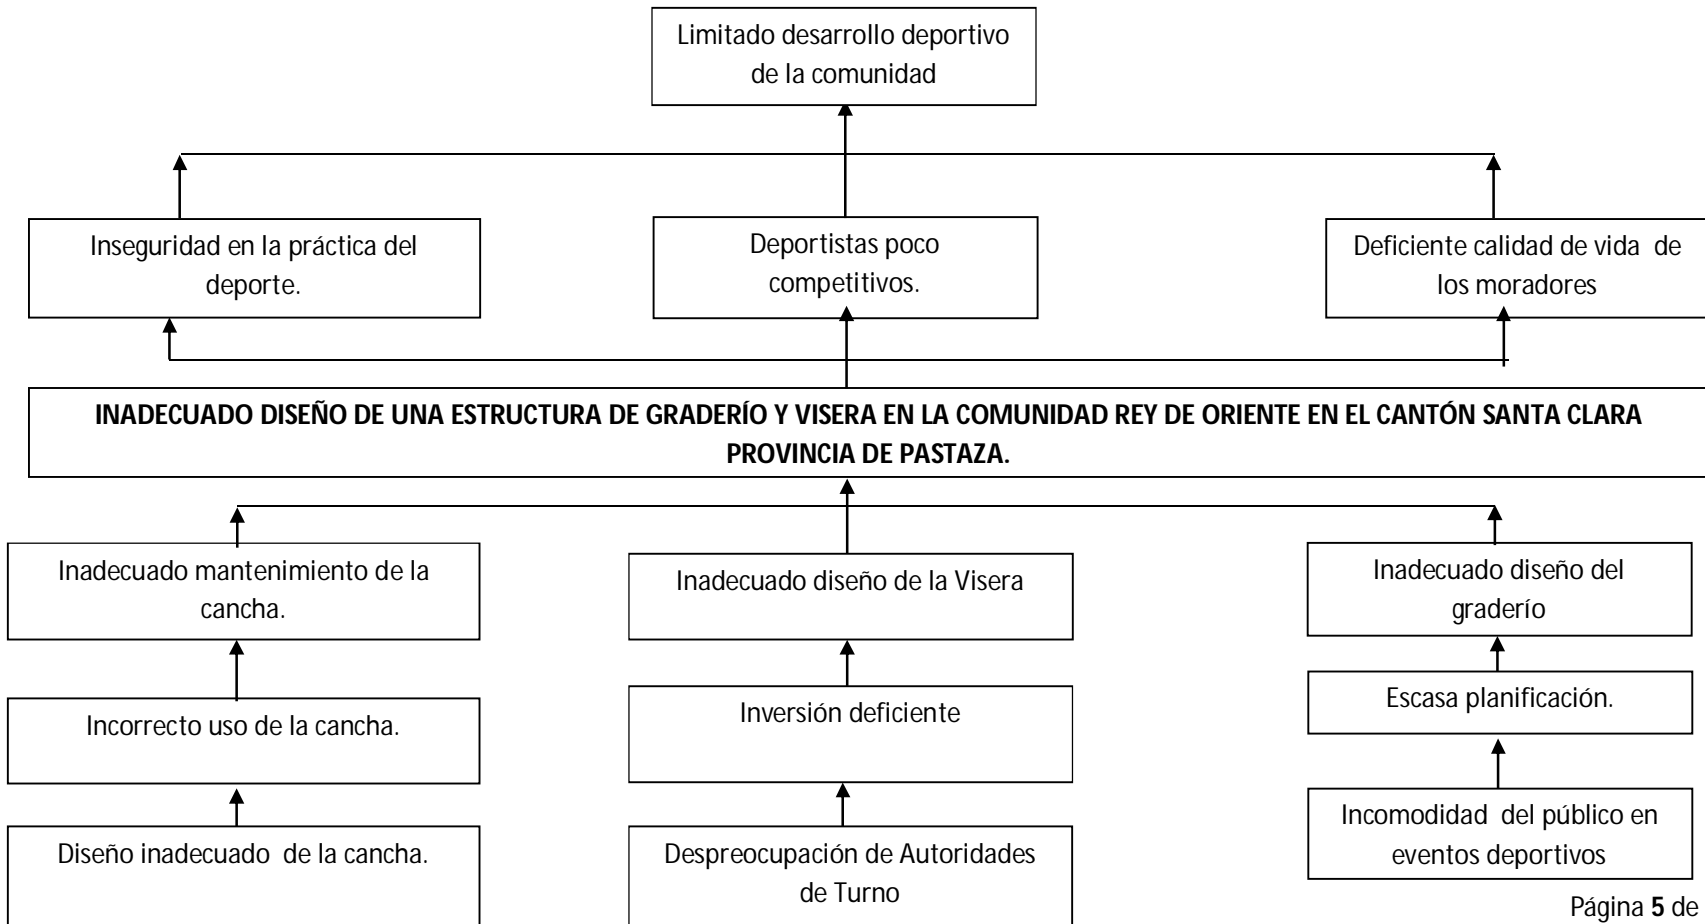 Limitado desarrollo deportivo
de la comunidad
Inseguridad en la práctica del
deporte.
Deportistas poco
competitivos.
Deficiente calidad de vida de
los moradores
INADECUADO DISEÑO DE UNA ESTRUCTURA DE GRADERÍO Y VISERA EN LA COMUNIDAD REY DE ORIENTE EN EL CANTÓN SANTA CLARA
PROVINCIA DE PASTAZA.
Inadecuado mantenimiento de la
cancha.
Inadecuado diseño de la Visera
Inadecuado diseño del
graderío
Incorrecto uso de la cancha.
Inversión deficiente
Escasa planificación.
Diseño inadecuado de la cancha.
Despreocupación de Autoridades
de Turno
Incomodidad del público en
eventos deportivos
Página 5 de